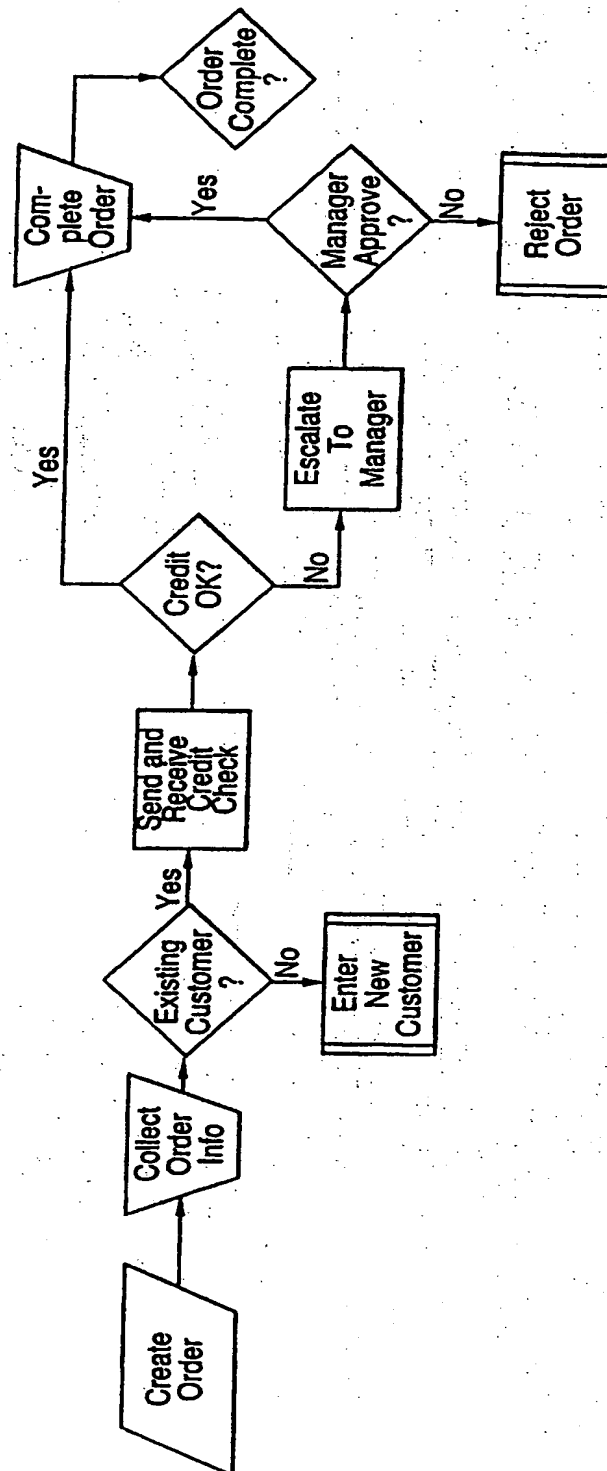 Create
Order
Collect
Order
Info
Existing
Customer
?
Yes
No
Enter
New
Customer
Send and
Receive
Credit
Check
Credit
OK?
Yes
No
Escalate
To
Manager
Manager
Approve
?
Yes
No
Reject
Order
Com-
plete
Order
Order
Complete
?